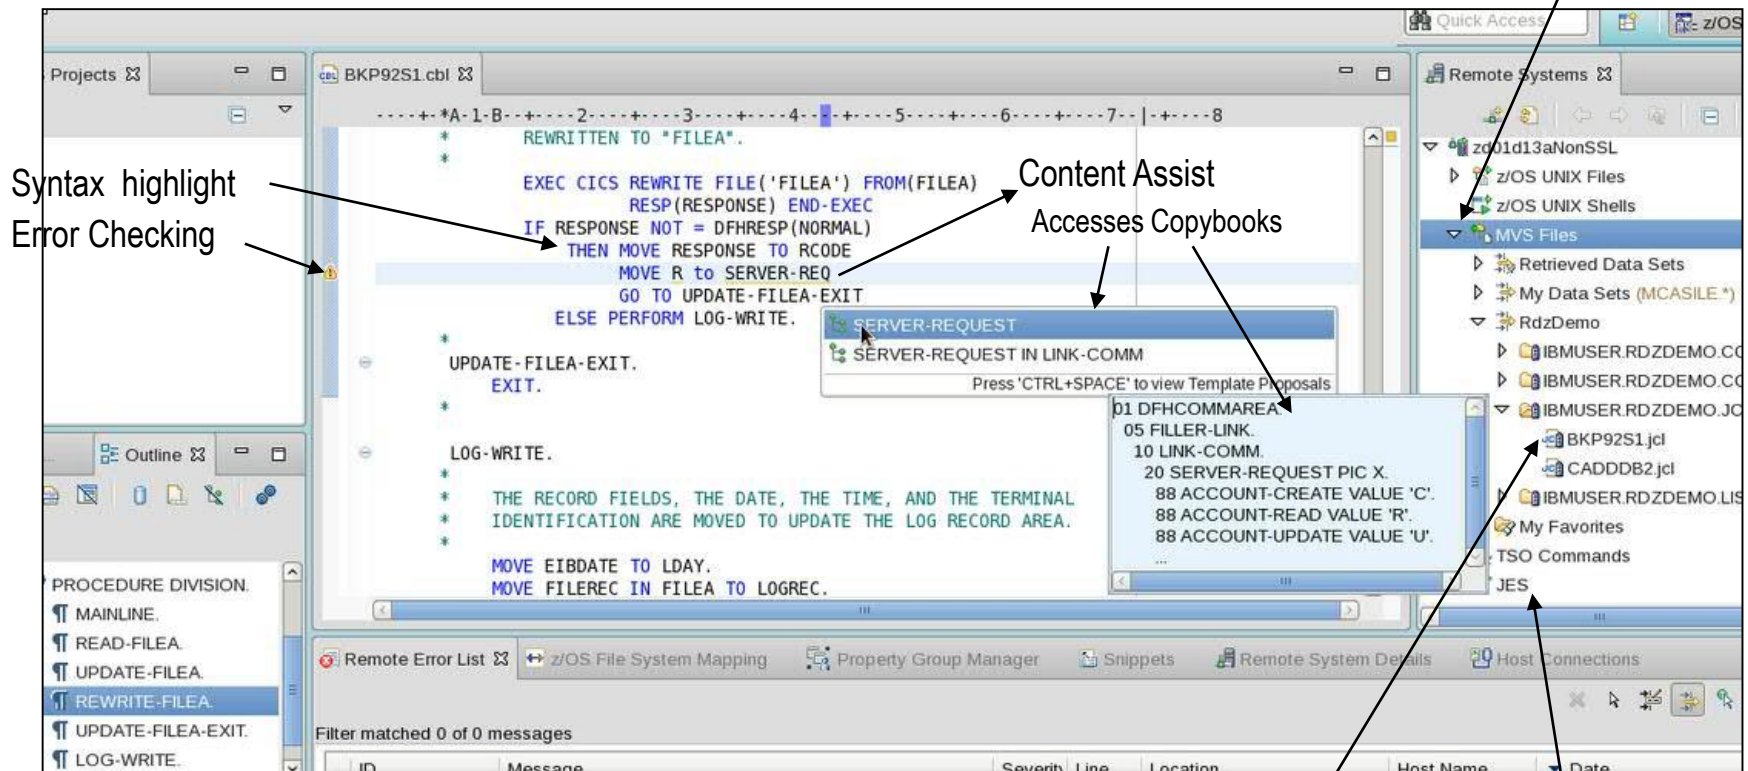 Quick Access
z/OS
Projects
BKP92S1.cbl
Remote Systems
----+-*A-1-B--+----2----+----3----+----4----+----5----+----6----+----7--|-+----8
* REWRITTEN TO "FILEA".
*
EXEC CICS REWRITE FILE('FILEA') FROM(FILEA)
RESP(RESPONSE) END-EXEC
IF RESPONSE NOT = DFHRESP(NORMAL)
THEN MOVE RESPONSE TO RCODE
MOVE R to SERVER-REQ
GO TO UPDATE-FILEA-EXIT
ELSE PERFORM LOG-WRITE.
*
UPDATE-FILEA-EXIT.
EXIT.
*
LOG-WRITE.
*
* THE RECORD FIELDS, THE DATE, THE TIME, AND THE TERMINAL
* IDENTIFICATION ARE MOVED TO UPDATE THE LOG RECORD AREA.
*
MOVE EIBDATE TO LDAY.
MOVE FILEREC IN FILEA TO LOGREC.
Syntax highlight
Error Checking
Content Assist
Accesses Copybooks
SERVER-REQUEST
SERVER-REQUEST IN LINK-COMM
Press 'CTRL+SPACE' to view Template Proposals
01 DFHCOMMAREA.
05 FILLER-LINK.
10 LINK-COMM.
20 SERVER-REQUEST PIC X.
88 ACCOUNT-CREATE VALUE 'C'.
88 ACCOUNT-READ VALUE 'R'.
88 ACCOUNT-UPDATE VALUE 'U'.
...
zd01d13aNonSSL
z/OS UNIX Files
z/OS UNIX Shells
MVS Files
Retrieved Data Sets
My Data Sets (MCASILE.*)
RdzDemo
IBMUSER.RDZDEMO.CO
IBMUSER.RDZDEMO.CO
IBMUSER.RDZDEMO.JC
BKP92S1.jcl
CADDDB2.jcl
IBMUSER.RDZDEMO.LIS
My Favorites
TSO Commands
JES
Outline
PROCEDURE DIVISION.
MAINLINE.
READ-FILEA.
UPDATE-FILEA.
REWRITE-FILEA.
UPDATE-FILEA-EXIT.
LOG-WRITE.
Remote Error List
z/OS File System Mapping
Property Group Manager
Snippets
Remote System Details
Host Connections
Filter matched 0 of 0 messages
ID Message Severity Line Location Host Name Date